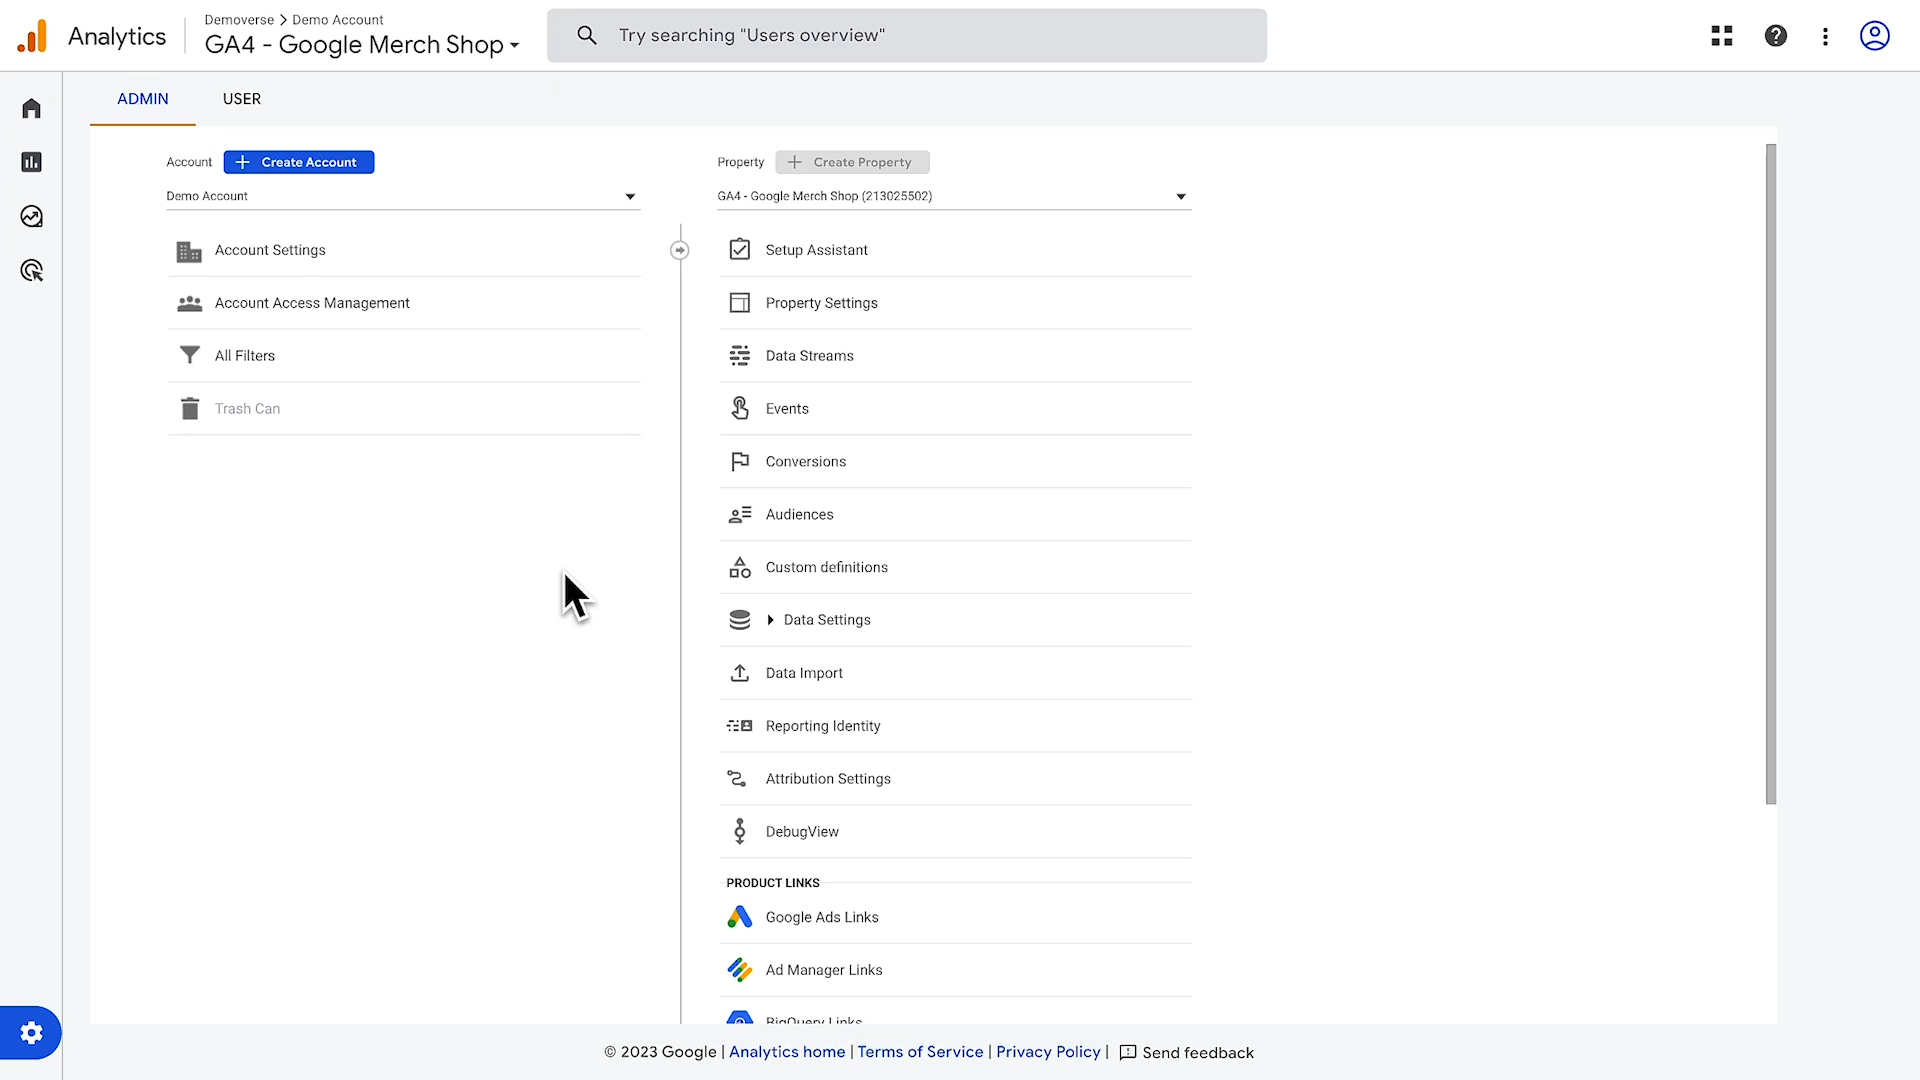 Analytics
Demoverse > Demo Account
GA4 - Google Merch Shop
Try searching "Users overview"
ADMIN
USER
Account
Create Account
Demo Account
Account Settings
Account Access Management
All Filters
Trash Can
Property
Create Property
GA4 - Google Merch Shop (213025502)
Setup Assistant
Property Settings
Data Streams
Events
Conversions
Audiences
Custom definitions
Data Settings
Data Import
Reporting Identity
Attribution Settings
DebugView
PRODUCT LINKS
Google Ads Links
Ad Manager Links
BigQuery Links
© 2023 Google | Analytics home | Terms of Service | Privacy Policy | Send feedback